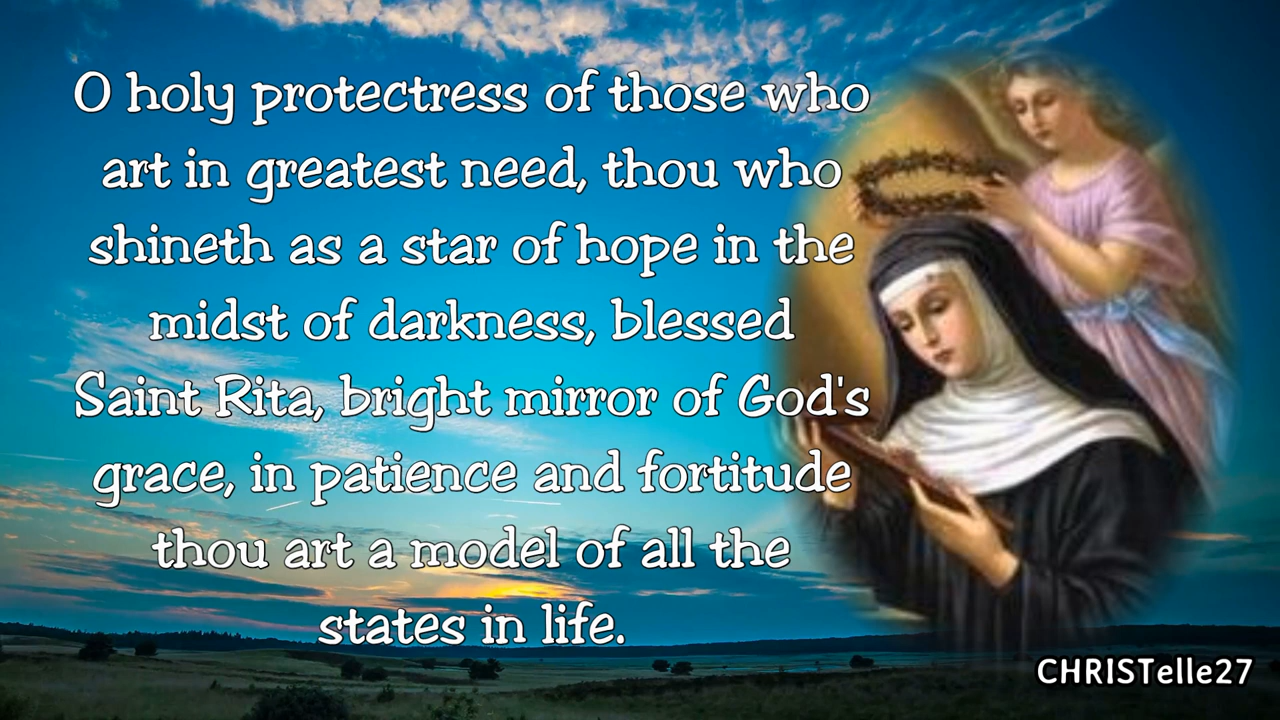 O holy protectress of those who
art in greatest need, thou who
shineth as a star of hope in the
midst of darkness, blessed
Saint Rita, bright mirror of God's
grace, in patience and fortitude
thou art a model of all the
states in life.
CHRISTelle27